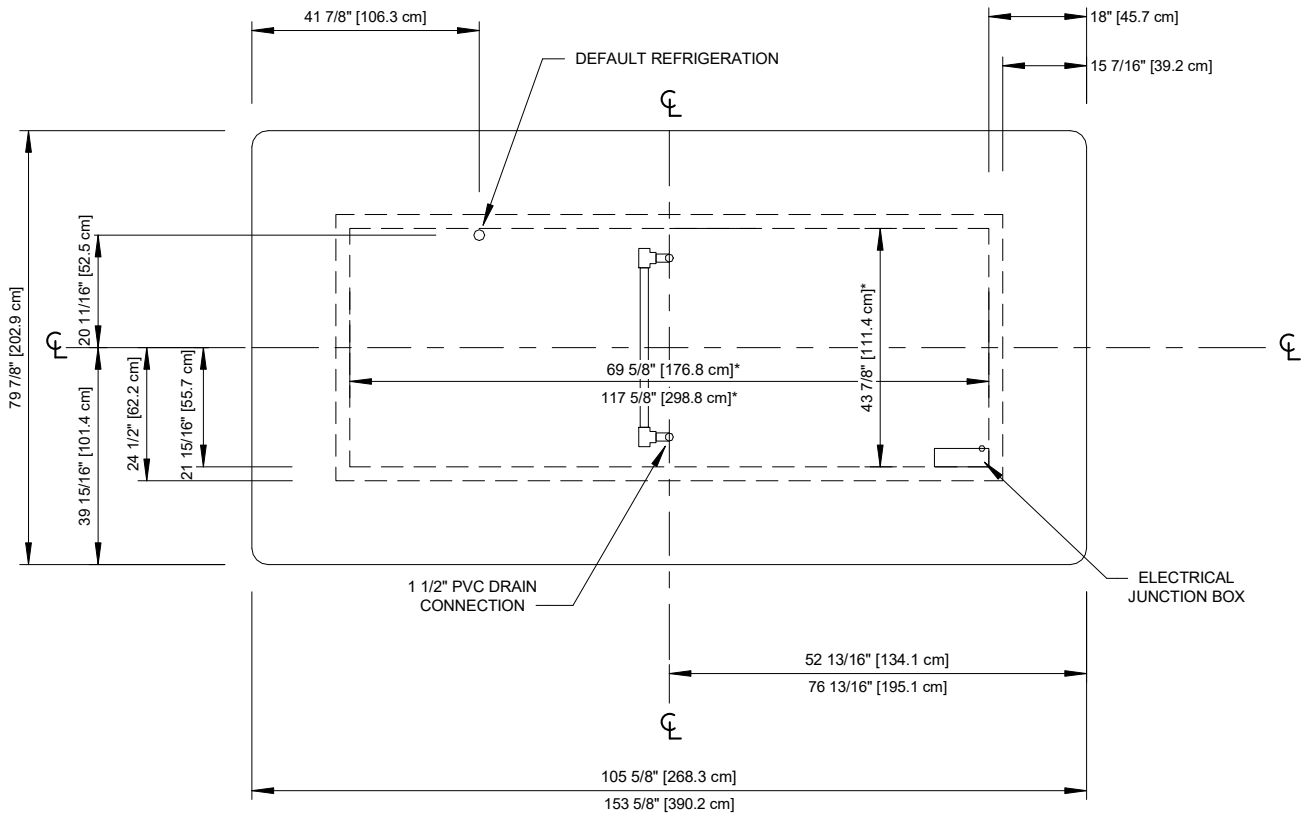 41 7/8" [106.3 cm]
18" [45.7 cm]
DEFAULT REFRIGERATION
15 7/16" [39.2 cm]
79 7/8" [202.9 cm]
20 11/16" [52.5 cm]
39 15/16" [101.4 cm]
24 1/2" [62.2 cm]
21 15/16" [55.7 cm]
69 5/8" [176.8 cm]*
117 5/8" [298.8 cm]*
43 7/8" [111.4 cm]*
1 1/2" PVC DRAIN
CONNECTION
ELECTRICAL
JUNCTION BOX
52 13/16" [134.1 cm]
76 13/16" [195.1 cm]
105 5/8" [268.3 cm]
153 5/8" [390.2 cm]
℄
℄
℄
℄